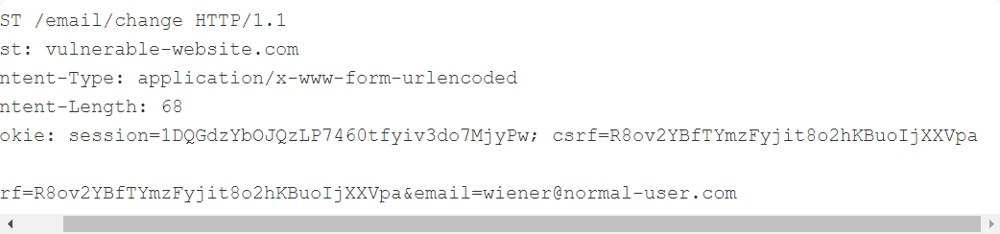 ST /email/change HTTP/1.1
st: vulnerable-website.com
ntent-Type: application/x-www-form-urlencoded
ntent-Length: 68
okie: session=1DQGdzYbOJQzLP7460tfyiv3do7MjyPw; csrf=R8ov2YBfTYmzFyjit8o2hKBuoIjXXVpa
rf=R8ov2YBfTYmzFyjit8o2hKBuoIjXXVpa&email=wiener@normal-user.com